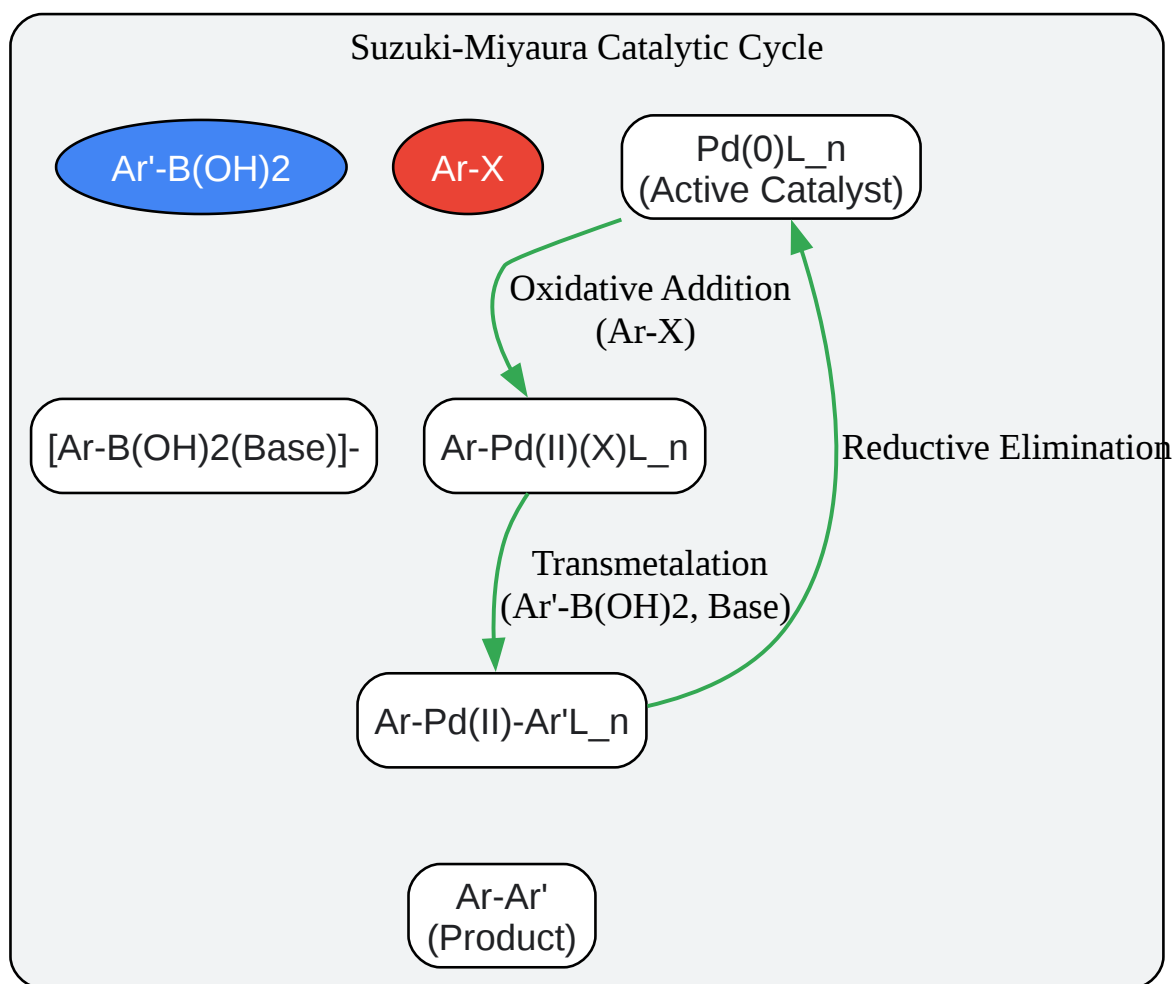 Suzuki-Miyaura Catalytic Cycle
Ar'-B(OH)2
Ar-X
Pd(0)L_n
(Active Catalyst)
Oxidative Addition
(Ar-X)
[Ar-B(OH)2(Base)]-
Ar-Pd(II)(X)L_n
Reductive Elimination
Transmetalation
(Ar'-B(OH)2, Base)
Ar-Pd(II)-Ar'L_n
Ar-Ar'
(Product)